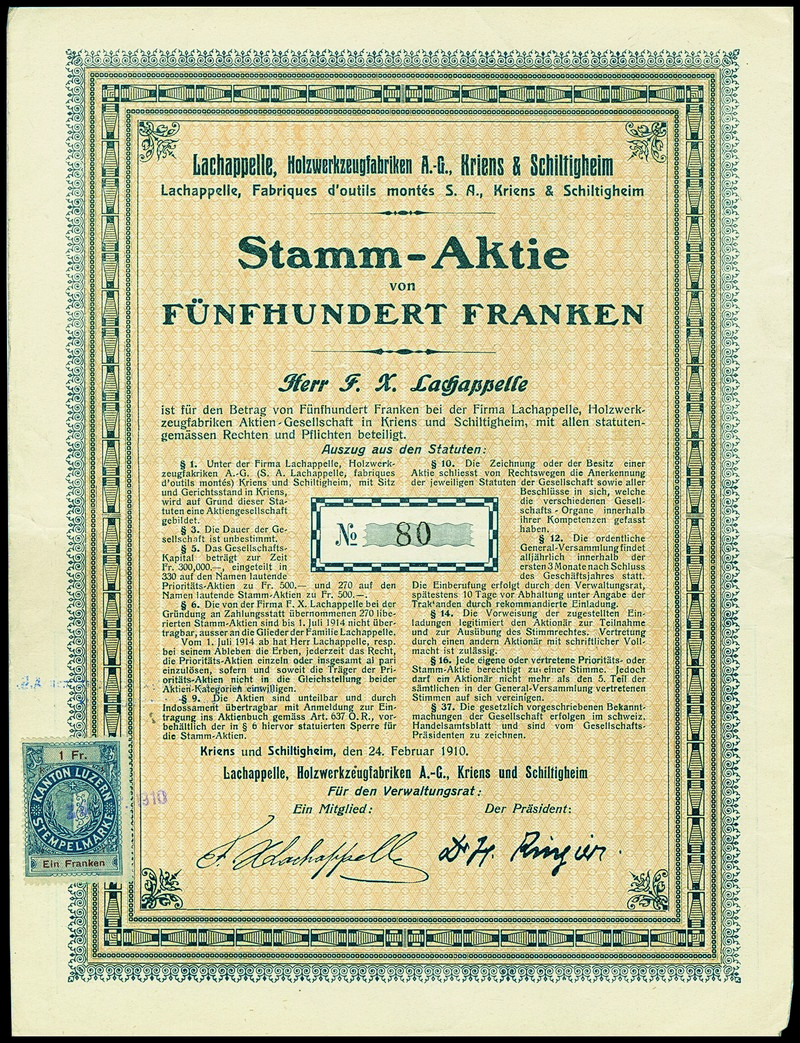 Lachappelle, Holzwerkzeugfabriken A.-G., Kriens & Schiltigheim
Lachappelle, Fabriques d'outils montés S. A., Kriens & Schiltigheim
Stamm-Aktie
von
FÜNFHUNDERT FRANKEN
Herr F. X. Lachappelle
ist für den Betrag von Fünfhundert Franken bei der Firma Lachappelle, Holzwerk-
zeugfabriken Aktien-Gesellschaft in Kriens und Schiltigheim, mit allen statuten-
gemässen Rechten und Pflichten beteiligt.
Auszug aus den Statuten:
§ 1. Unter der Firma Lachappelle, Holzwerk-
zeugfabriken A.-G. (S. A. Lachappelle, fabriques
d'outils montés) Kriens und Schiltigheim, mit Sitz
und Gerichtsstand in Kriens,
wird auf Grund dieser Sta-
tuten eine Aktiengesellschaft
gebildet.
§ 3. Die Dauer der Ge-
sellschaft ist unbestimmt.
§ 5. Das Gesellschafts-
Kapital beträgt zur Zeit
Fr. 300,000.—, eingeteilt in
330 auf den Namen lautende
Prioritäts-Aktien zu Fr. 500.— und 270 auf den
Namen lautende Stamm-Aktien zu Fr. 500.—.
§ 6. Die von der Firma F. X. Lachappelle bei der
Gründung an Zahlungsstatt übernommenen 270 libe-
rierten Stamm-Aktien sind bis 1. Juli 1914 nicht über-
tragbar, ausser an die Glieder der Familie Lachappelle.
Vom 1. Juli 1914 ab hat Herr Lachappelle, resp.
bei seinem Ableben die Erben, jederzeit das Recht,
die Prioritäts-Aktien einzeln oder insgesamt al pari
einzulösen, sofern und soweit die Träger der Pri-
oritäts-Aktien nicht in die Gleichstellung beider
Aktien-Kategorien einwilligen.
§ 9. Die Aktien sind unteilbar und durch
Indossament übertragbar mit Anmeldung zur Ein-
tragung ins Aktienbuch gemäss Art. 637 O. R., vor-
behältlich der in § 6 hiervor statuierten Sperre für
die Stamm-Aktien.
§ 10. Die Zeichnung oder der Besitz einer
Aktie schliesst von Rechtswegen die Anerkennung
der jeweiligen Statuten der Gesellschaft sowie aller
Beschlüsse in sich, welche
die verschiedenen Gesell-
schafts-Organe innerhalb
ihrer Kompetenzen gefasst
haben.
§ 12. Die ordentliche
General-Versammlung findet
alljährlich innerhalb der
ersten 3 Monate nach Schluss
des Geschäftsjahres statt.
Die Einberufung erfolgt durch den Verwaltungsrat,
spätestens 10 Tage vor Abhaltung unter Angabe der
Traktanden durch rekommandierte Einladung.
§ 14. Die Vorweisung der zugestellten Ein-
ladungen legitimiert den Aktionär zur Teilnahme
und zur Ausübung des Stimmrechtes. Vertretung
durch einen andern Aktionär mit schriftlicher Voll-
macht ist zulässig.
§ 16. Jede eigene oder vertretene Prioritäts- oder
Stamm-Aktie berechtigt zu einer Stimme. Jedoch
darf ein Aktionär nicht mehr als den 5. Teil der
sämtlichen in der General-Versammlung vertretenen
Stimmen auf sich vereinigen.
§ 37. Die gesetzlich vorgeschriebenen Bekannt-
machungen der Gesellschaft erfolgen im schweiz.
Handelsamtsblatt und sind vom Gesellschafts-
Präsidenten zu zeichnen.
№ 80
Kriens und Schiltigheim, den 24. Februar 1910.
Lachappelle, Holzwerkzeugfabriken A.-G., Kriens und Schiltigheim
Für den Verwaltungsrat:
Ein Mitglied: Der Präsident:
F. X Lachappelle Dr H. Ringier.
1 Fr.
KANTON LUZERN
STEMPELMARKE
Ein Franken
1910